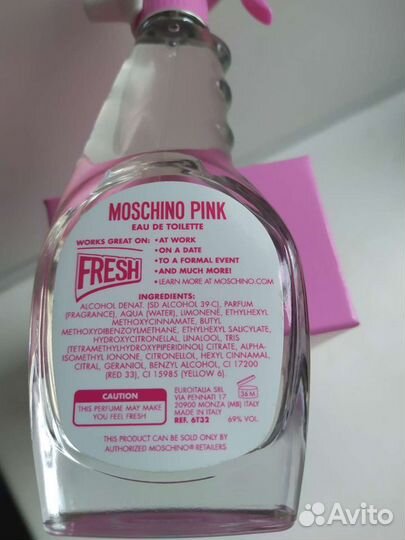 MOSCHINO PINK
EAU DE TOILETTE
WORKS GREAT ON:
FRESH
• AT WORK
• ON A DATE
• TO A FORMAL EVENT
• AND MUCH MORE!
• LEARN MORE AT MOSCHINO.COM
INGREDIENTS:
ALCOHOL DENAT. (SD ALCOHOL 39-C), PARFUM
(FRAGRANCE), AQUA (WATER), LIMONENE, ETHYLHEXYL
METHOXYCINNAMATE, BUTYL
METHOXYDIBENZOYLMETHANE, ETHYLHEXYL SALICYLATE,
HYDROXYCITRONELLAL, LINALOOL, TRIS
(TETRAMETHYLHYDROXYPIPERIDINOL) CITRATE, ALPHA-
ISOMETHYL IONONE, CITRONELLOL, HEXYL CINNAMAL,
CITRAL, GERANIOL, BENZYL ALCOHOL, CI 17200
(RED 33), CI 15985 (YELLOW 6).
CAUTION
THIS PERFUME MAY MAKE
YOU FEEL FRESH
EUROITALIA SRL
VIA PENNATI 17
20900 MONZA (MB) ITALY
MADE IN ITALY
REF. 6T32
36 M
69% VOL.
THIS PRODUCT CAN BE SOLD ONLY BY
AUTHORIZED MOSCHINO® RETAILERS
Avito